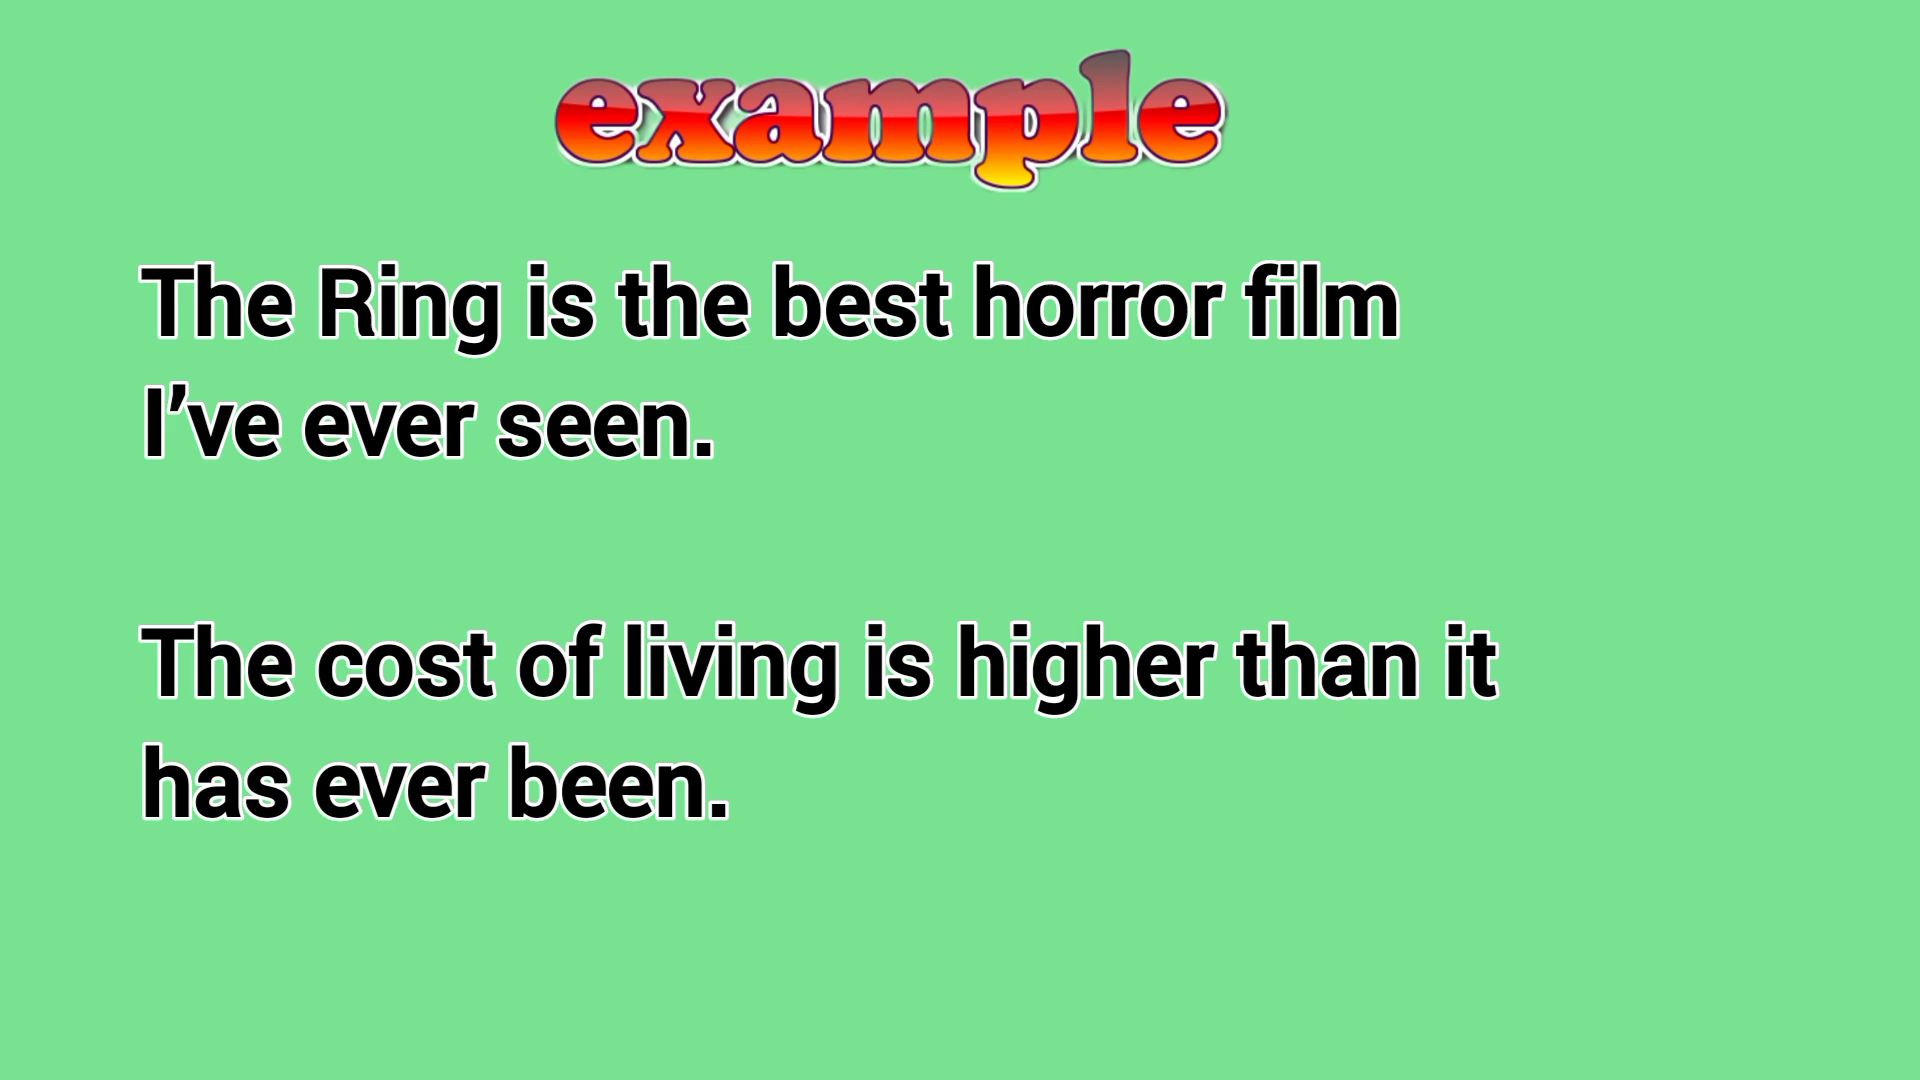 example
The Ring is the best horror film
I’ve ever seen.
The cost of living is higher than it
has ever been.